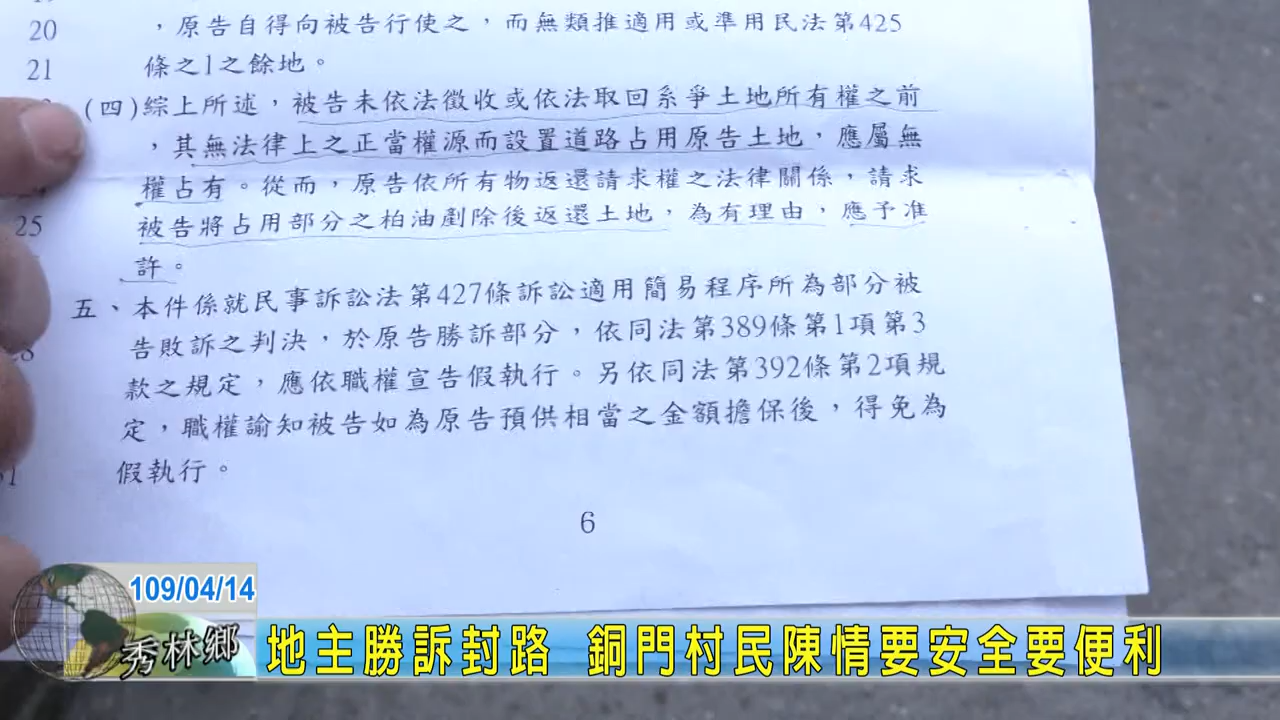 20 ，原告自得向被告行使之，而無類推適用或準用民法第425
21 條之1之餘地。
(四)綜上所述，被告未依法徵收或依法取回系爭土地所有權之前
，其無法律上之正當權源而設置道路占用原告土地，應屬無
權占有。從而，原告依所有物返還請求權之法律關係，請求
25 被告將占用部分之柏油剷除後返還土地，為有理由，應予准
許。
五、本件係就民事訴訟法第427條訴訟適用簡易程序所為部分被
告敗訴之判決，於原告勝訴部分，依同法第389條第1項第3
款之規定，應依職權宣告假執行。另依同法第392條第2項規
定，職權諭知被告如為原告預供相當之金額擔保後，得免為
假執行。
6
109/04/14
秀林鄉
地主勝訴封路 銅門村民陳情要安全要便利